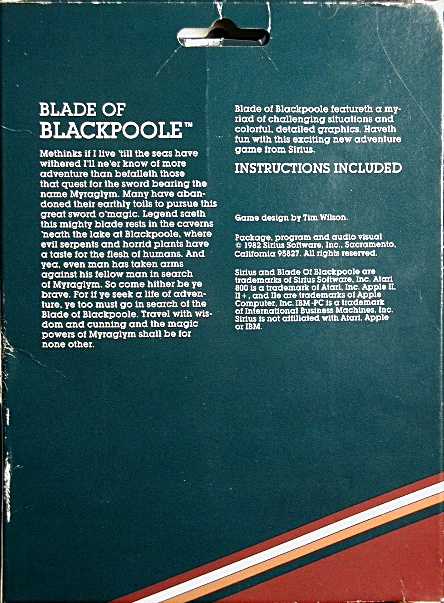 BLADE OF
BLACKPOOLE™
Methinks if I live 'till the seas have
withered I'll ne'er know of more
adventure than befalleth those
that quest for the sword bearing the
name Myraglym. Many have aban-
doned their earthly toils to pursue this
great sword o'magic. Legend saeth
this mighty blade rests in the caverns
'neath the lake at Blackpoole, where
evil serpents and horrid plants have
a taste for the flesh of humans. And
yea, even man has taken arms
against his fellow man in search
of Myraglym. So come hither be ye
brave. For if ye seek a life of adven-
ture, ye too must go in search of the
Blade of Blackpoole. Travel with wis-
dom and cunning and the magic
powers of Myraglym shall be for
none other.
Blade of Blackpoole featureth a my-
riad of challenging situations and
colorful, detailed graphics. Haveth
fun with this exciting new adventure
game from Sirius.
INSTRUCTIONS INCLUDED
Game design by Tim Wilson.
Package, program and audio visual
© 1982 Sirius Software, Inc., Sacramento,
California 95827. All rights reserved.
Sirius and Blade Of Blackpoole are
trademarks of Sirius Software, Inc. Atari
800 is a trademark of Atari, Inc. Apple II,
II+, and IIe are trademarks of Apple
Computer, Inc. IBM-PC is a trademark
of International Business Machines, Inc.
Sirius is not affiliated with Atari, Apple
or IBM.